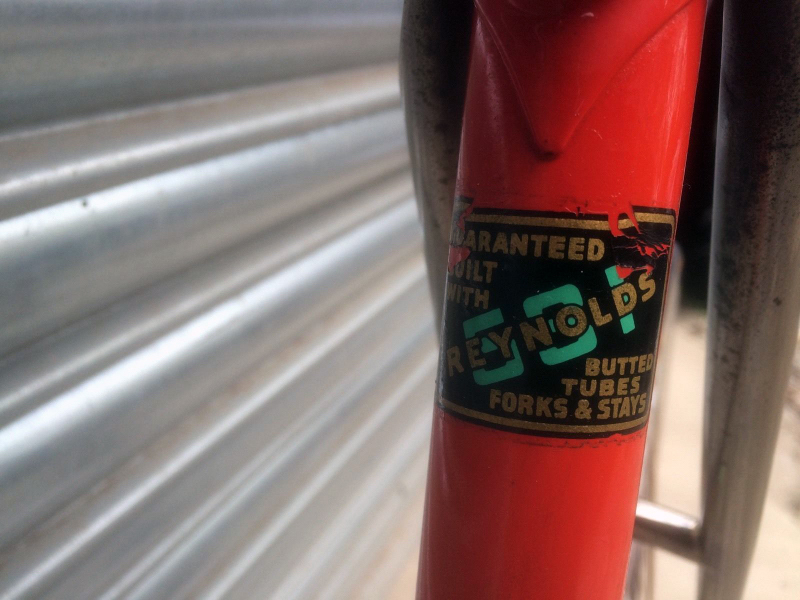 GUARANTEED
BUILT
WITH
531
REYNOLDS
BUTTED
TUBES
FORKS & STAYS